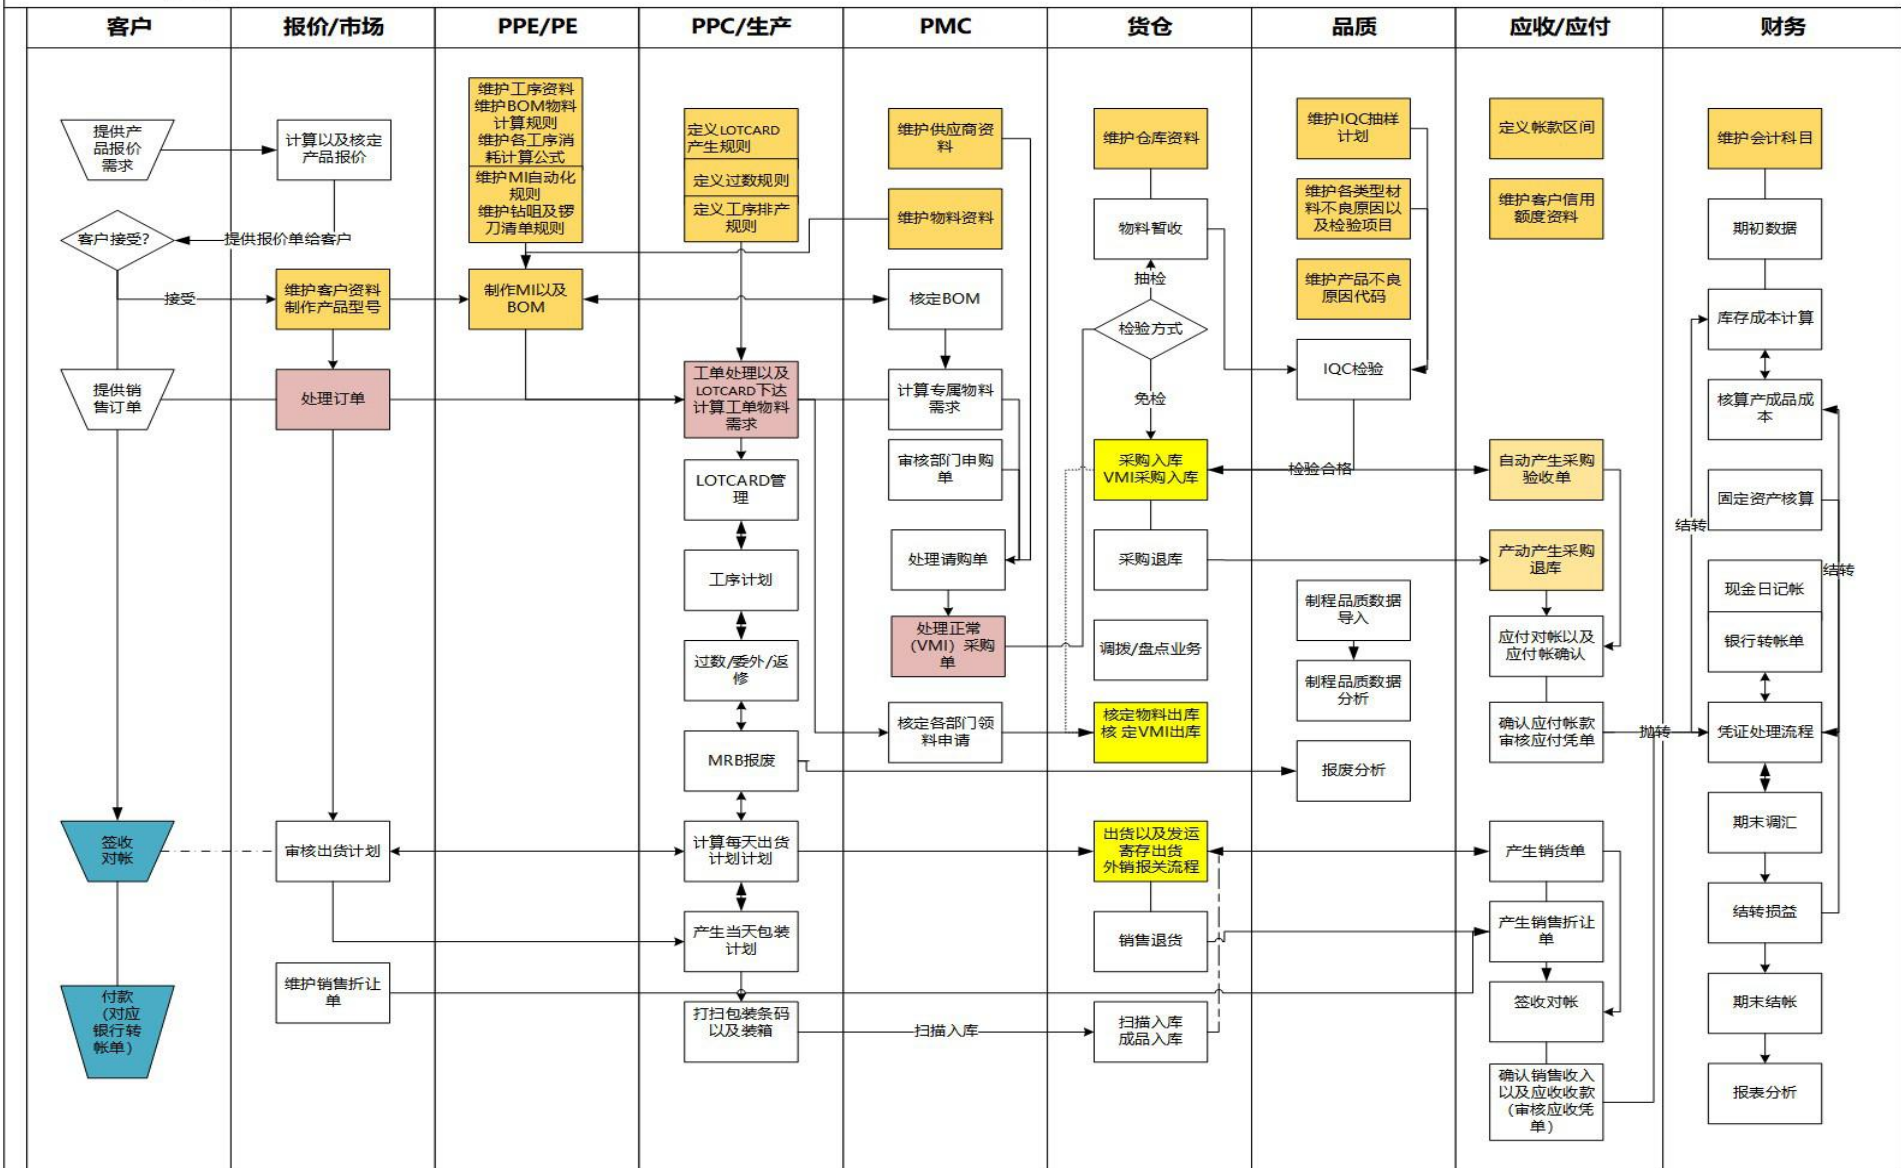 客户
报价/市场
PPE/PE
PPC/生产
PMC
货仓
品质
应收/应付
财务
提供产
品报价
需求
客户接受?
接受
提供销
售订单
签收
对帐
付款
（对应
银行转
帐单）
计算以及核定
产品报价
提供报价单给客户
维护客户资料
制作产品型号
处理订单
审核出货计划
维护销售折让
单
维护工序资料
维护BOM物料
计算规则
维护各工序消
耗计算公式
维护MI自动化
规则
维护钻咀及锣
刀清单规则
制作MI以及
BOM
定义LOTCARD
产生规则
定义过数规则
定义工序排产
规则
工单处理以及
LOTCARD下达
计算工单物料
需求
LOTCARD管
理
工序计划
过数/委外/返
修
MRB报废
计算每天出货
计划计划
产生当天包装
计划
打扫包装条码
以及装箱
扫描入库
维护供应商资
料
维护物料资料
核定BOM
计算专属物料
需求
审核部门申购
单
处理请购单
处理正常
（VMI）采购
单
核定各部门领
料申请
维护仓库资料
物料暂收
抽检
检验方式
免检
采购入库
VMI采购入库
采购退库
调拨/盘点业务
核定物料出库
核 定VMI出库
出货以及发运
寄存出货
外销报关流程
销售退货
扫描入库
成品入库
维护IQC抽样
计划
维护各类型材
料不良原因以
及检验项目
维护产品不良
原因代码
IQC检验
检验合格
制程品质数据
导入
制程品质数据
分析
报废分析
定义帐款区间
维护客户信用
额度资料
自动产生采购
验收单
产动产生采购
退库
应付对帐以及
应付帐确认
确认应付帐款
审核应付凭单
抛转
产生销货单
产生销售折让
单
签收对帐
确认销售收入
以及应收收款
（审核应收凭
单）
维护会计科目
期初数据
库存成本计算
核算产成品成
本
固定资产核算
结转
结转
现金日记帐
银行转帐单
凭证处理流程
期末调汇
结转损益
期末结帐
报表分析